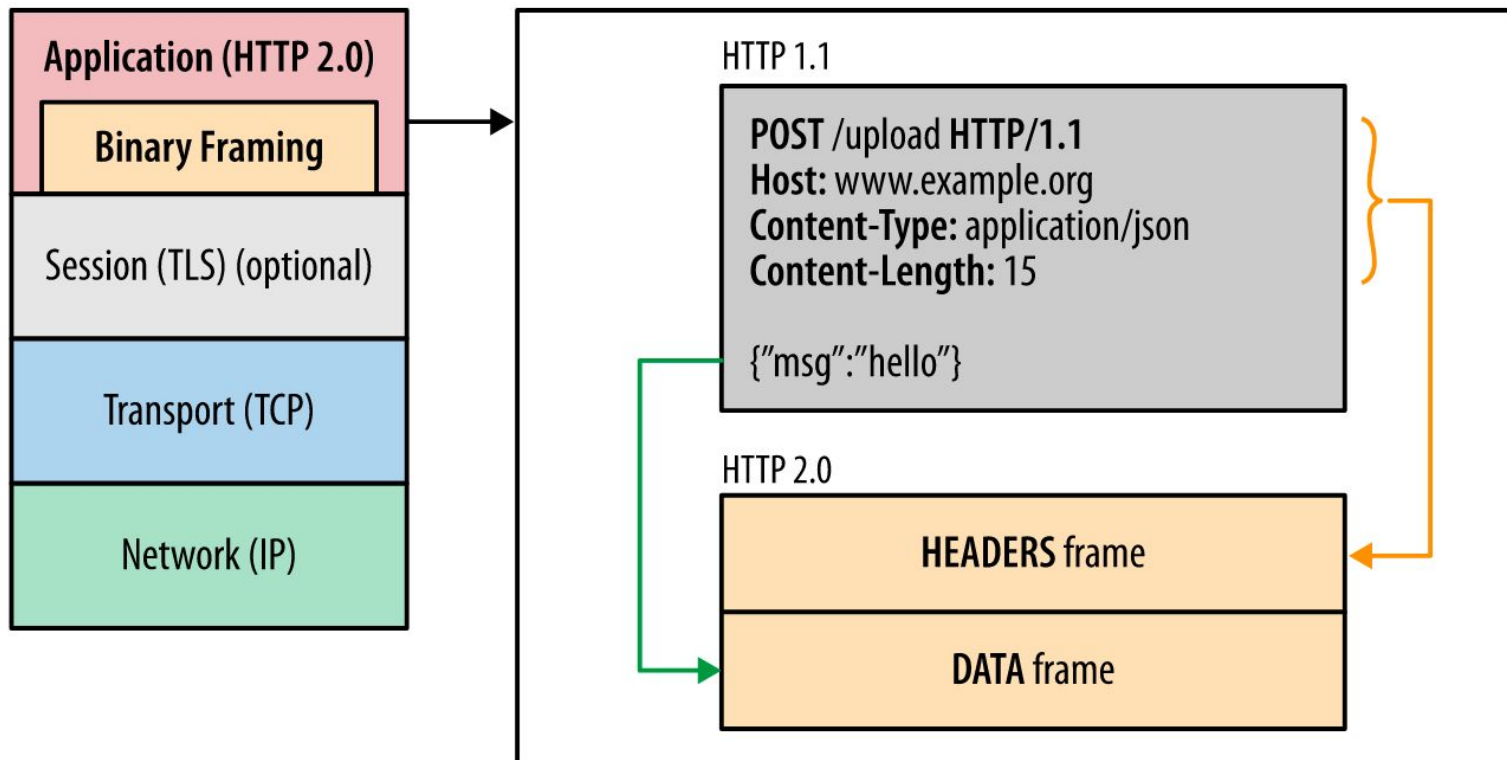 Application (HTTP 2.0)
Binary Framing
Session (TLS) (optional)
Transport (TCP)
Network (IP)
HTTP 1.1
POST /upload HTTP/1.1
Host: www.example.org
Content-Type: application/json
Content-Length: 15
{”msg”:”hello”}
HTTP 2.0
HEADERS frame
DATA frame